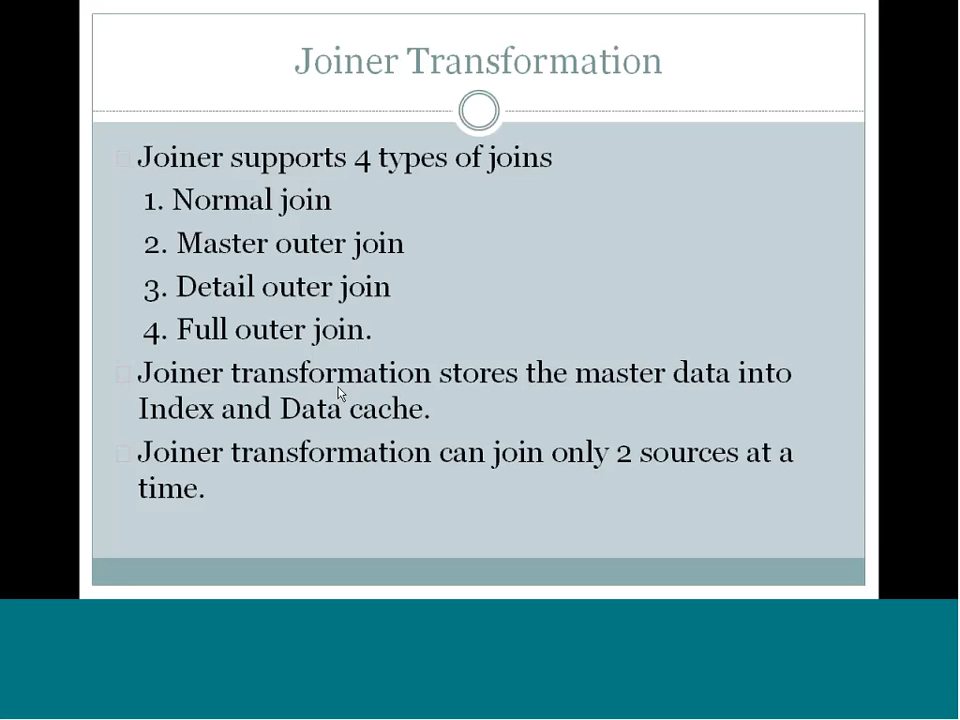 Joiner Transformation
Joiner supports 4 types of joins
1. Normal join
2. Master outer join
3. Detail outer join
4. Full outer join.
Joiner transformation stores the master data into
Index and Data cache.
Joiner transformation can join only 2 sources at a
time.